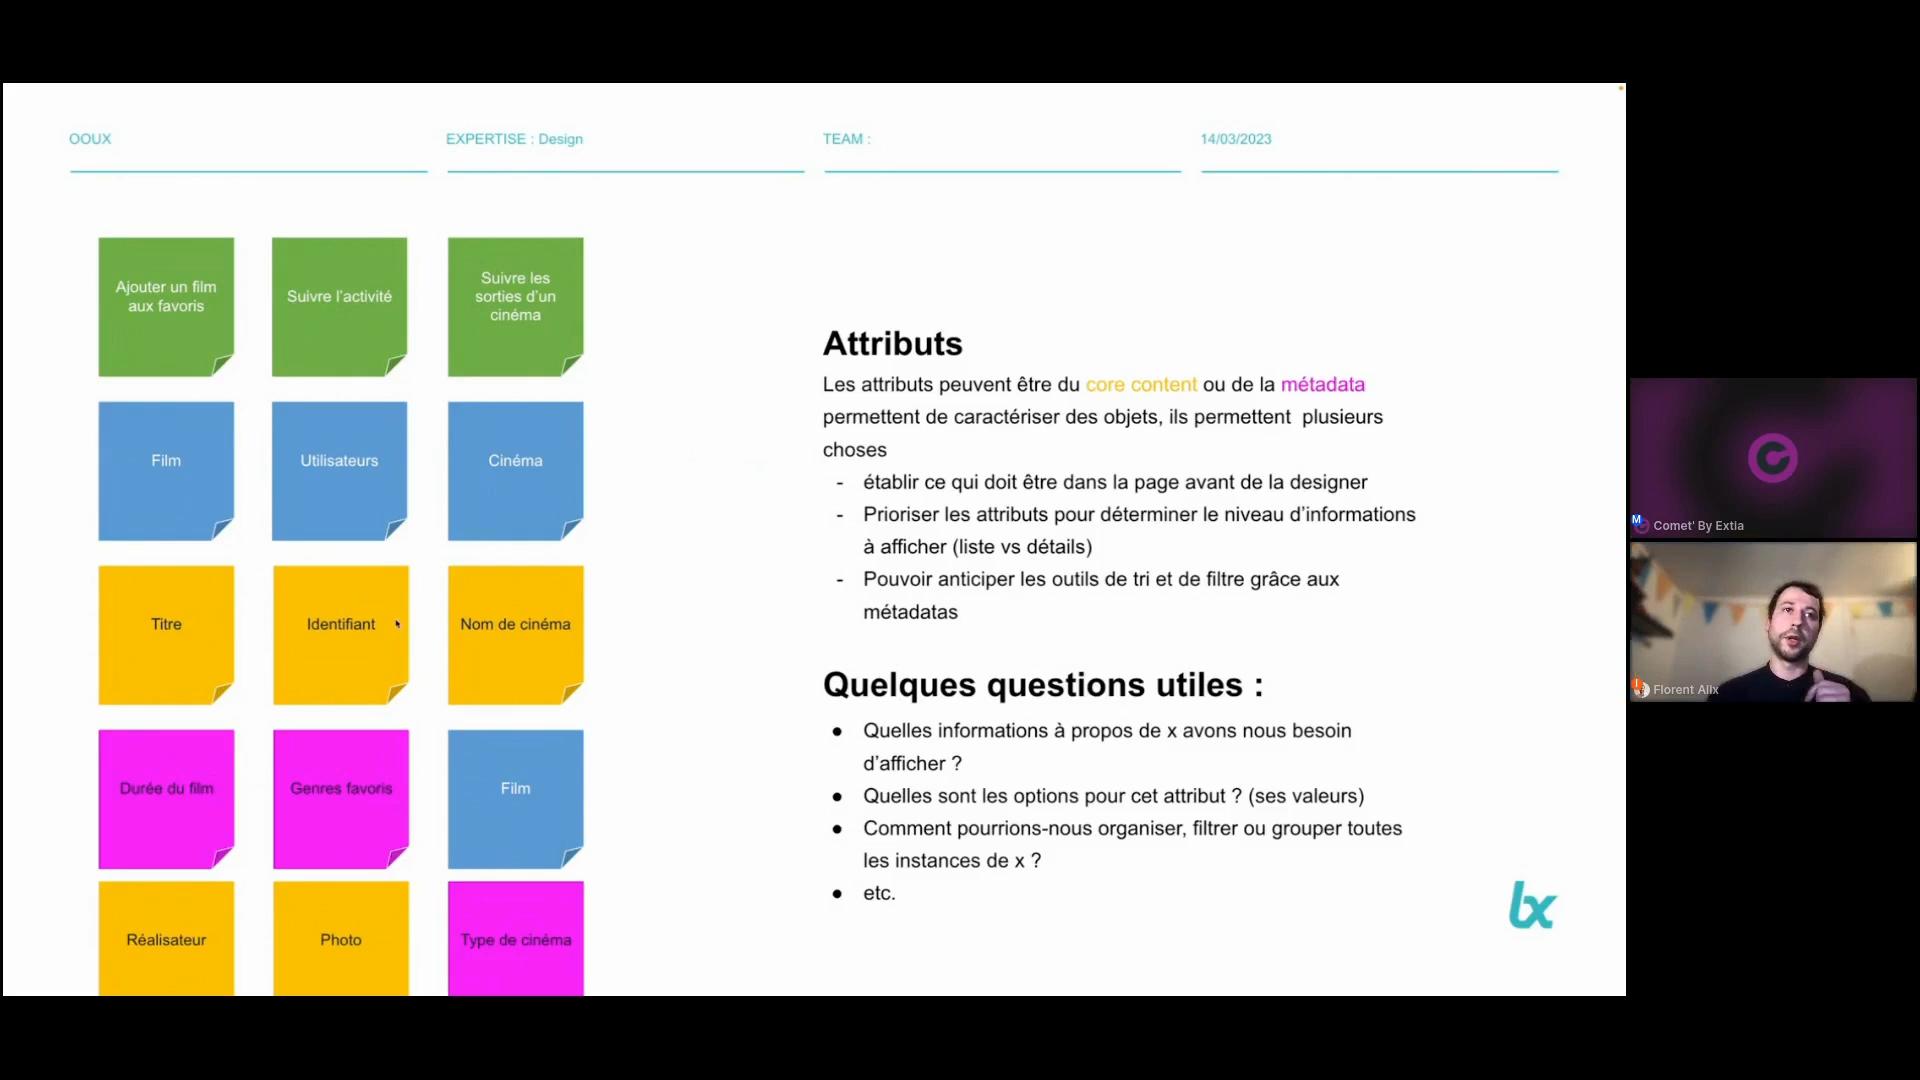 OOUX
EXPERTISE : Design
TEAM :
14/03/2023
Ajouter un film
aux favoris
Suivre l'activité
Suivre les
sorties d'un
cinéma
Film
Utilisateurs
Cinéma
Titre
Identifiant
Nom de cinéma
Durée du film
Genres favoris
Film
Réalisateur
Photo
Type de cinéma
Attributs
Les attributs peuvent être du core content ou de la métadata
permettent de caractériser des objets, ils permettent plusieurs
choses
- établir ce qui doit être dans la page avant de la designer
- Prioriser les attributs pour déterminer le niveau d'informations
à afficher (liste vs détails)
- Pouvoir anticiper les outils de tri et de filtre grâce aux
métadatas
Quelques questions utiles :
● Quelles informations à propos de x avons nous besoin
d'afficher ?
● Quelles sont les options pour cet attribut ? (ses valeurs)
● Comment pourrions-nous organiser, filtrer ou grouper toutes
les instances de x ?
● etc.
lx
M
Comet' By Extia
Florent Alix